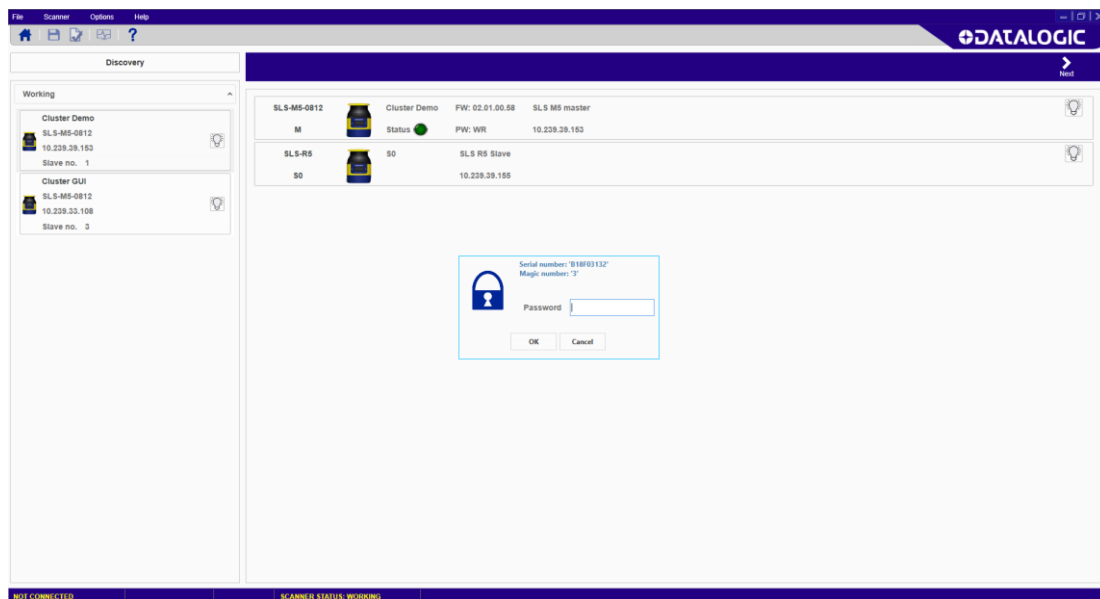 File Scanner Options Help
DATALOGIC
Discovery
Next
Working
Cluster Demo
SLS-M5-0812
10.239.39.153
Slave no. 1
Cluster GUI
SLS-M5-0812
10.239.33.108
Slave no. 3
SLS-M5-0812 Cluster Demo FW: 02.01.00.58 SLS M5 master
M Status PW: WR 10.239.39.153
SLS-R5 S0 SLS R5 Slave
S0 10.239.39.155
Serial number: 'B18F03132'
Magic number: '3'
Password
OK Cancel
NOT CONNECTED SCANNER STATUS: WORKING